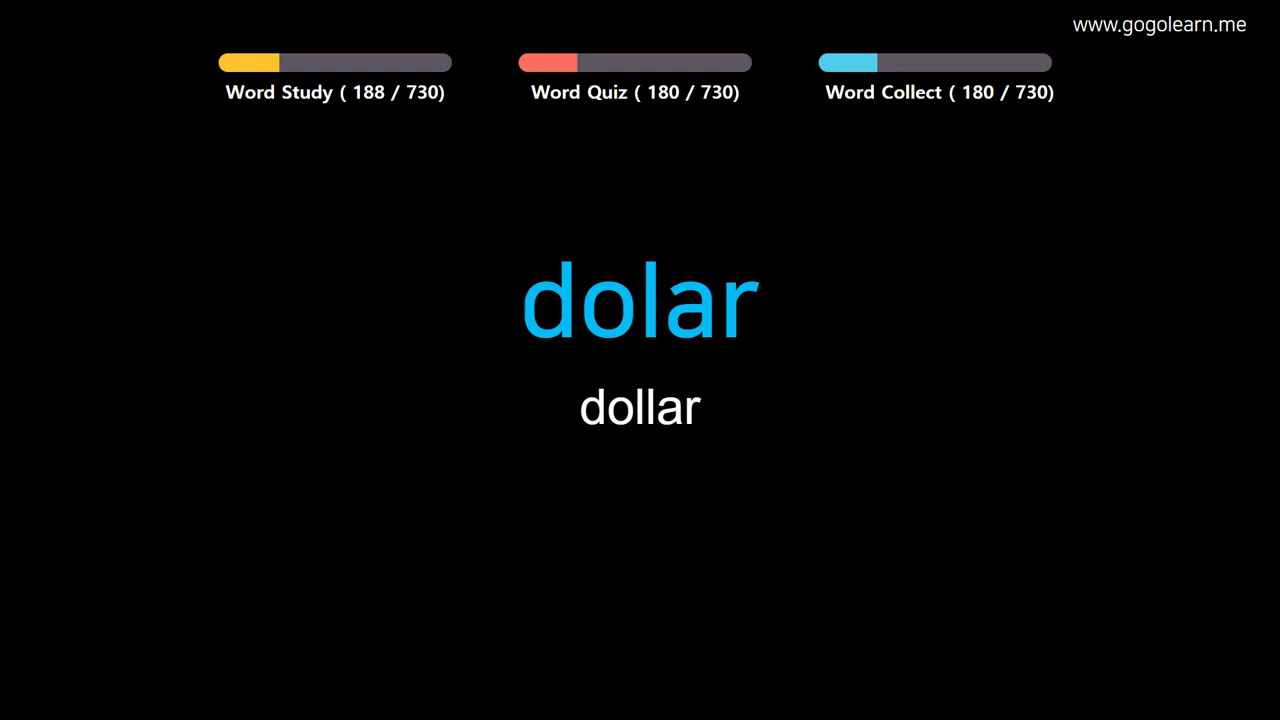 www.gogolearn.me
Word Study ( 188 / 730)
Word Quiz ( 180 / 730)
Word Collect ( 180 / 730)
dolar
dollar